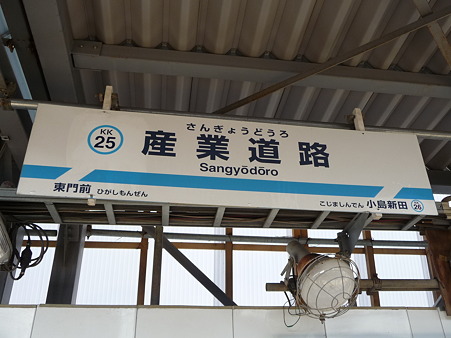 KK
25
さんぎょうどうろ
産業道路
Sangyōdōro
東門前 ひがしもんぜん
こじましんでん 小島新田
26